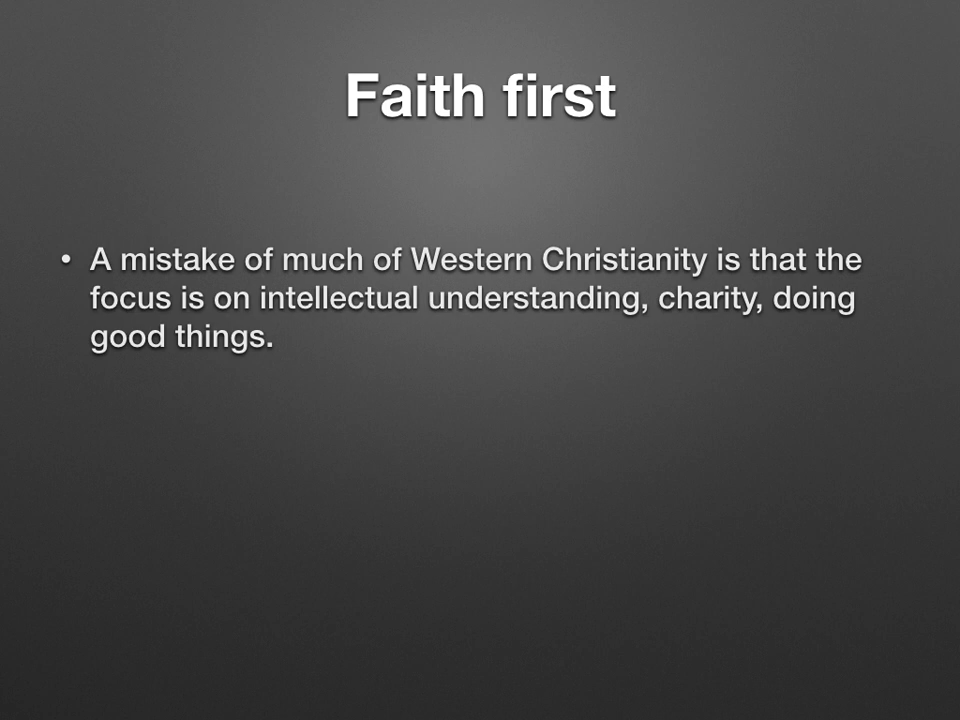 Faith first
• A mistake of much of Western Christianity is that the
focus is on intellectual understanding, charity, doing
good things.